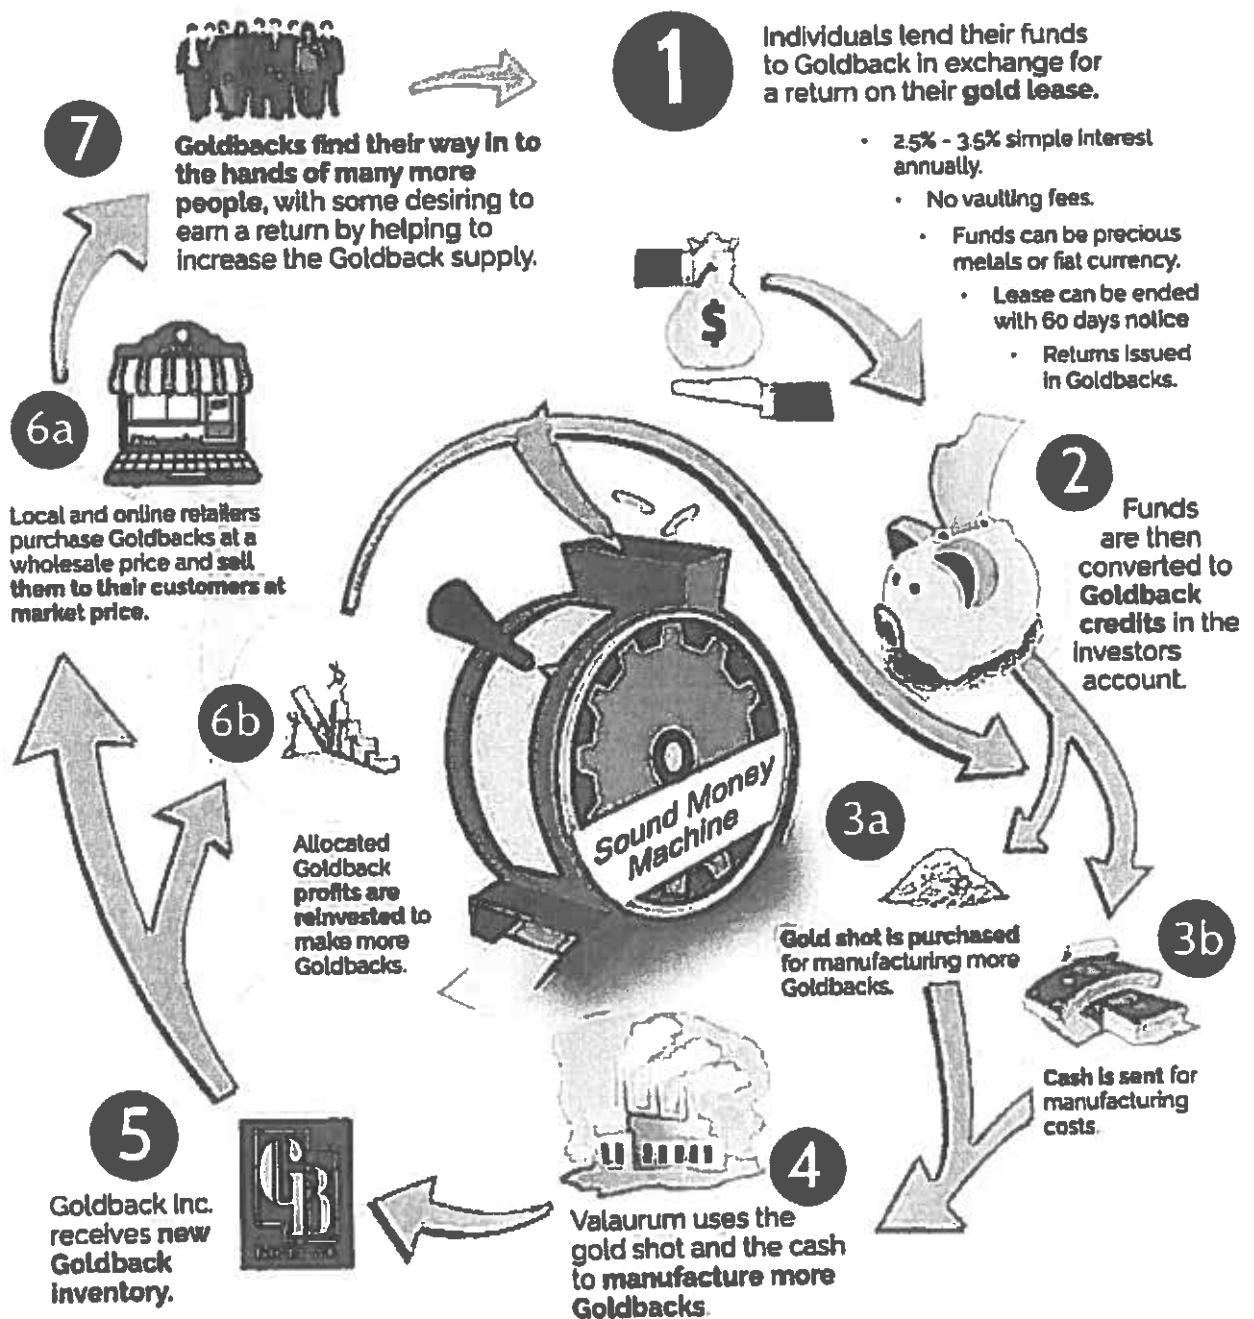 1
Individuals lend their funds
to Goldback in exchange for
a return on their gold lease.
• 2.5% - 3.5% simple interest
annually.
• No vaulting fees.
• Funds can be precious
metals or fiat currency.
• Lease can be ended
with 60 days notice
• Returns issued
in Goldbacks.
$
2
Funds
are then
converted to
Goldback
credits in the
investors
account.
3a
Gold shot is purchased
for manufacturing more
Goldbacks.
3b
Cash is sent for
manufacturing
costs.
4
Valaurum uses the
gold shot and the cash
to manufacture more
Goldbacks.
5
Goldback Inc.
receives new
Goldback
inventory.
GB
6a
Local and online retailers
purchase Goldbacks at a
wholesale price and sell
them to their customers at
market price.
6b
Allocated
Goldback
profits are
reinvested to
make more
Goldbacks.
7
Goldbacks find their way in to
the hands of many more
people, with some desiring to
earn a return by helping to
increase the Goldback supply.
Sound Money
Machine